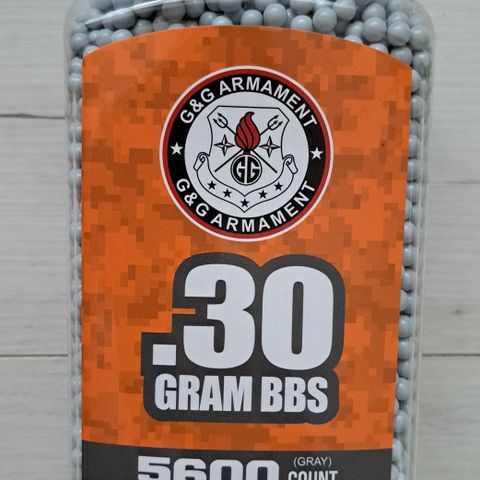 G&G ARMAMENT
GG
G&G ARMAMENT
.30
GRAM BBS
5600 (GRAY) COUNT